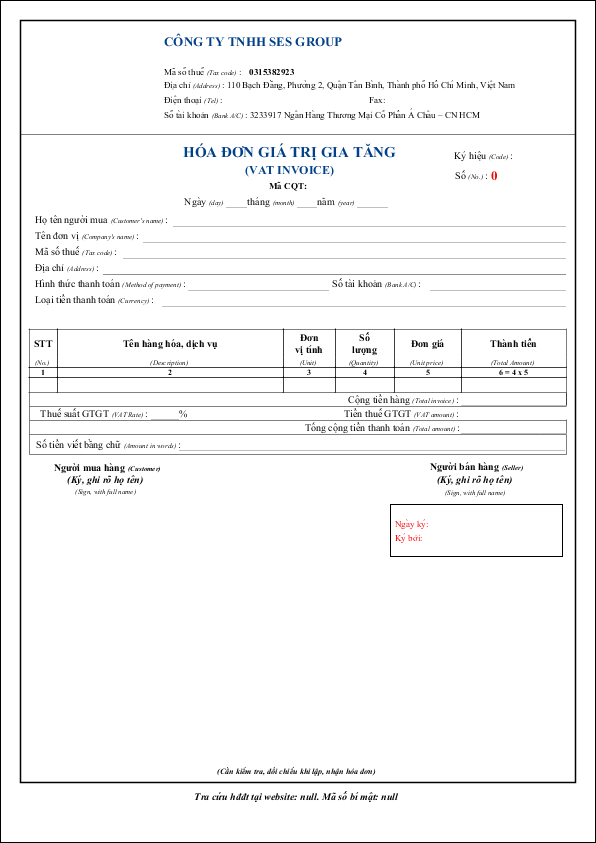 CÔNG TY TNHH SES GROUP
Mã số thuế (Tax code) : 0315382923
Địa chỉ (Address) : 110 Bạch Đằng, Phường 2, Quận Tân Bình, Thành phố Hồ Chí Minh, Việt Nam
Điện thoại (Tel) : Fax:
Số tài khoản (Bank A/C) : 3233917 Ngân Hàng Thương Mại Cổ Phần Á Châu – CN HCM
HÓA ĐƠN GIÁ TRỊ GIA TĂNG
(VAT INVOICE)
Mã CQT:
Ký hiệu (Code) :
Số (No.) : 0
Ngày (day) ____tháng (month) ____năm (year) ______
Họ tên người mua (Customer's name) :
Tên đơn vị (Company's name) :
Mã số thuế (Tax code) :
Địa chỉ (Address) :
Hình thức thanh toán (Method of payment) : Số tài khoản (Bank A/C) :
Loại tiền thanh toán (Currency) :
STT Tên hàng hóa, dịch vụ Đơn vị tính Số lượng Đơn giá Thành tiền
(No.) (Description) (Unit) (Quantity) (Unit price) (Total Amount)
1 2 3 4 5 6 = 4 x 5
Cộng tiền hàng (Total invoice) :
Thuế suất GTGT (VAT Rate) : ______% Tiền thuế GTGT (VAT amount) :
Tổng cộng tiền thanh toán (Total amount) :
Số tiền viết bằng chữ (Amount in words) :
Người mua hàng (Customer) Người bán hàng (Seller)
(Ký, ghi rõ họ tên) (Ký, ghi rõ họ tên)
(Sign, with full name) (Sign, with full name)
Ngày ký:
Ký bởi:
(Cần kiểm tra, đối chiếu khi lập, nhận hóa đơn)
Tra cứu hđđt tại website: null. Mã số bí mật: null